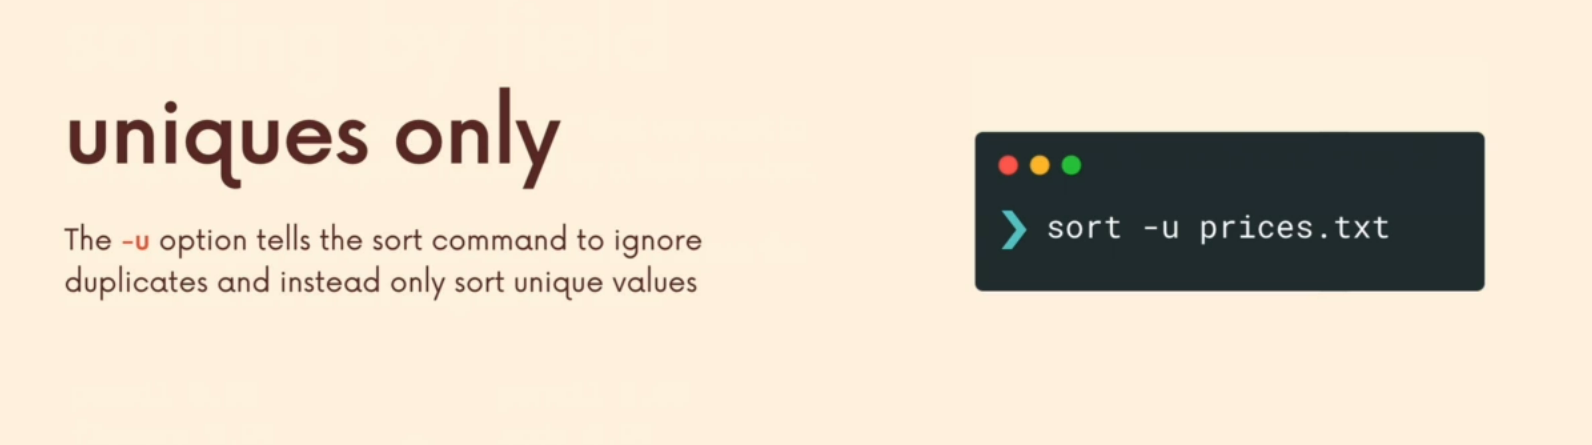 uniques only
The -u option tells the sort command to ignore
duplicates and instead only sort unique values
❯ sort -u prices.txt